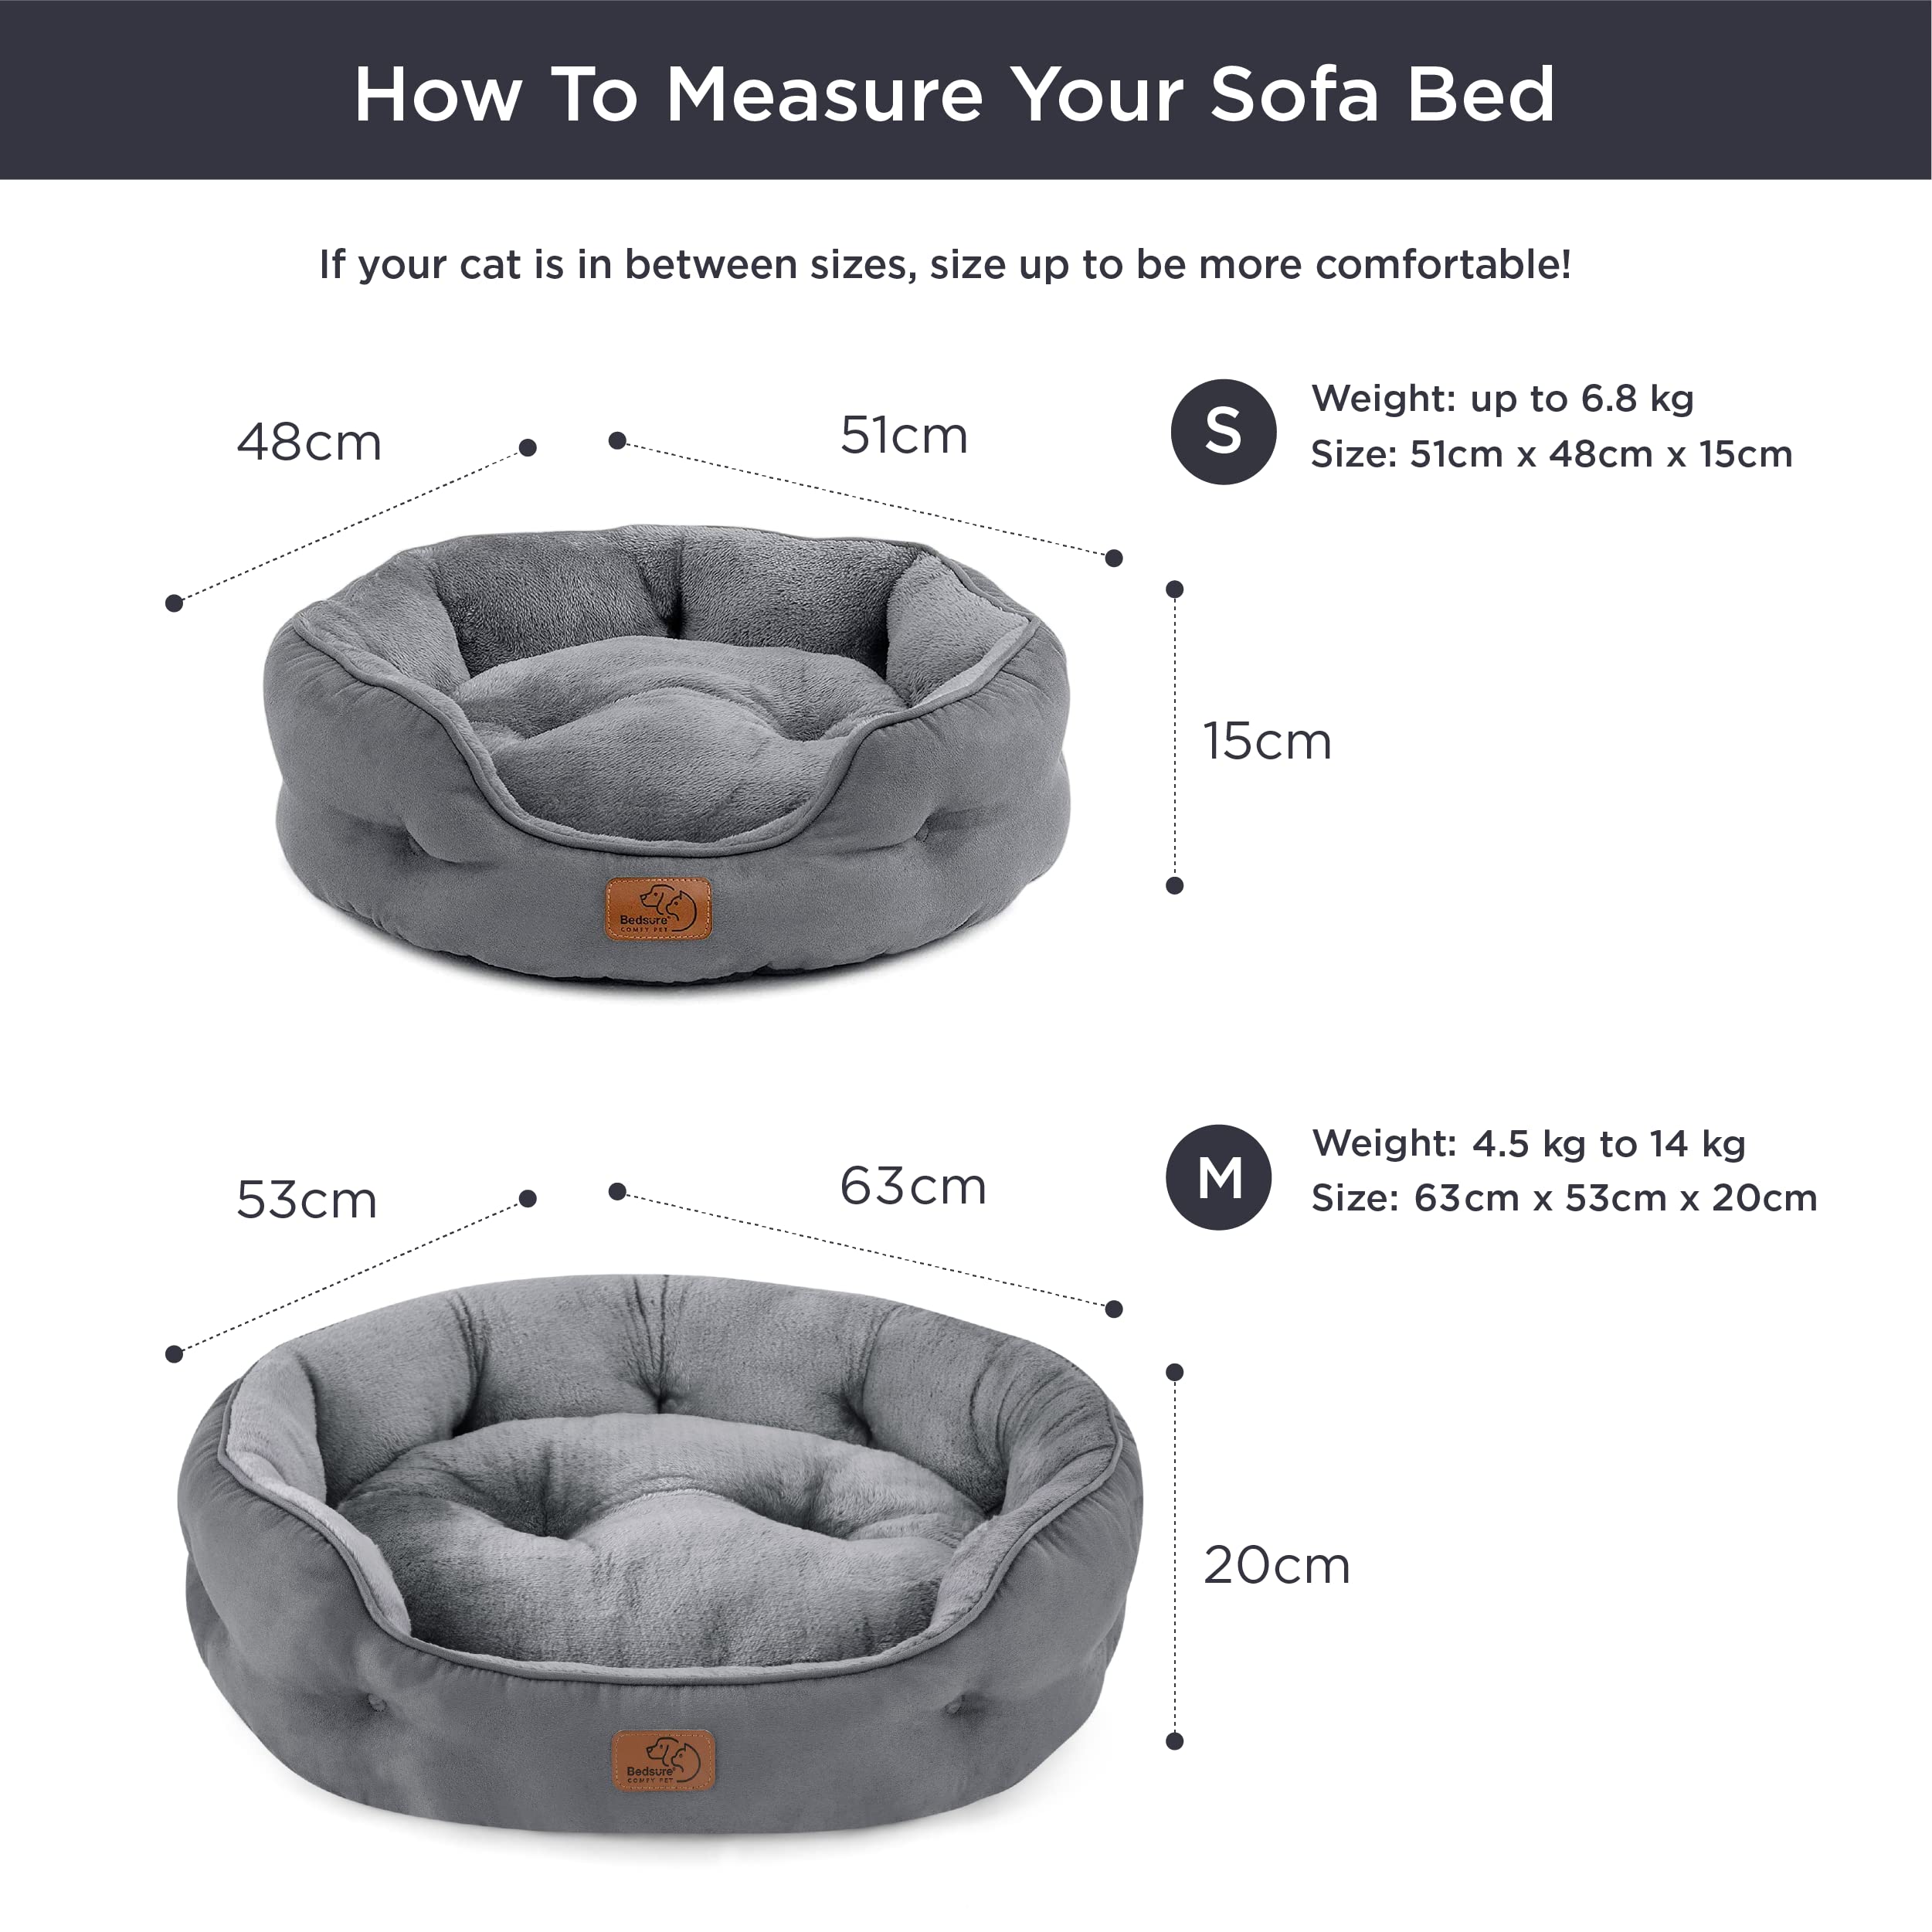 How To Measure Your Sofa Bed
If your cat is in between sizes, size up to be more comfortable!
48cm
51cm
S
Weight: up to 6.8 kg
Size: 51cm x 48cm x 15cm
15cm
Bedsure®
COMFY PET
53cm
63cm
M
Weight: 4.5 kg to 14 kg
Size: 63cm x 53cm x 20cm
20cm
Bedsure®
COMFY PET